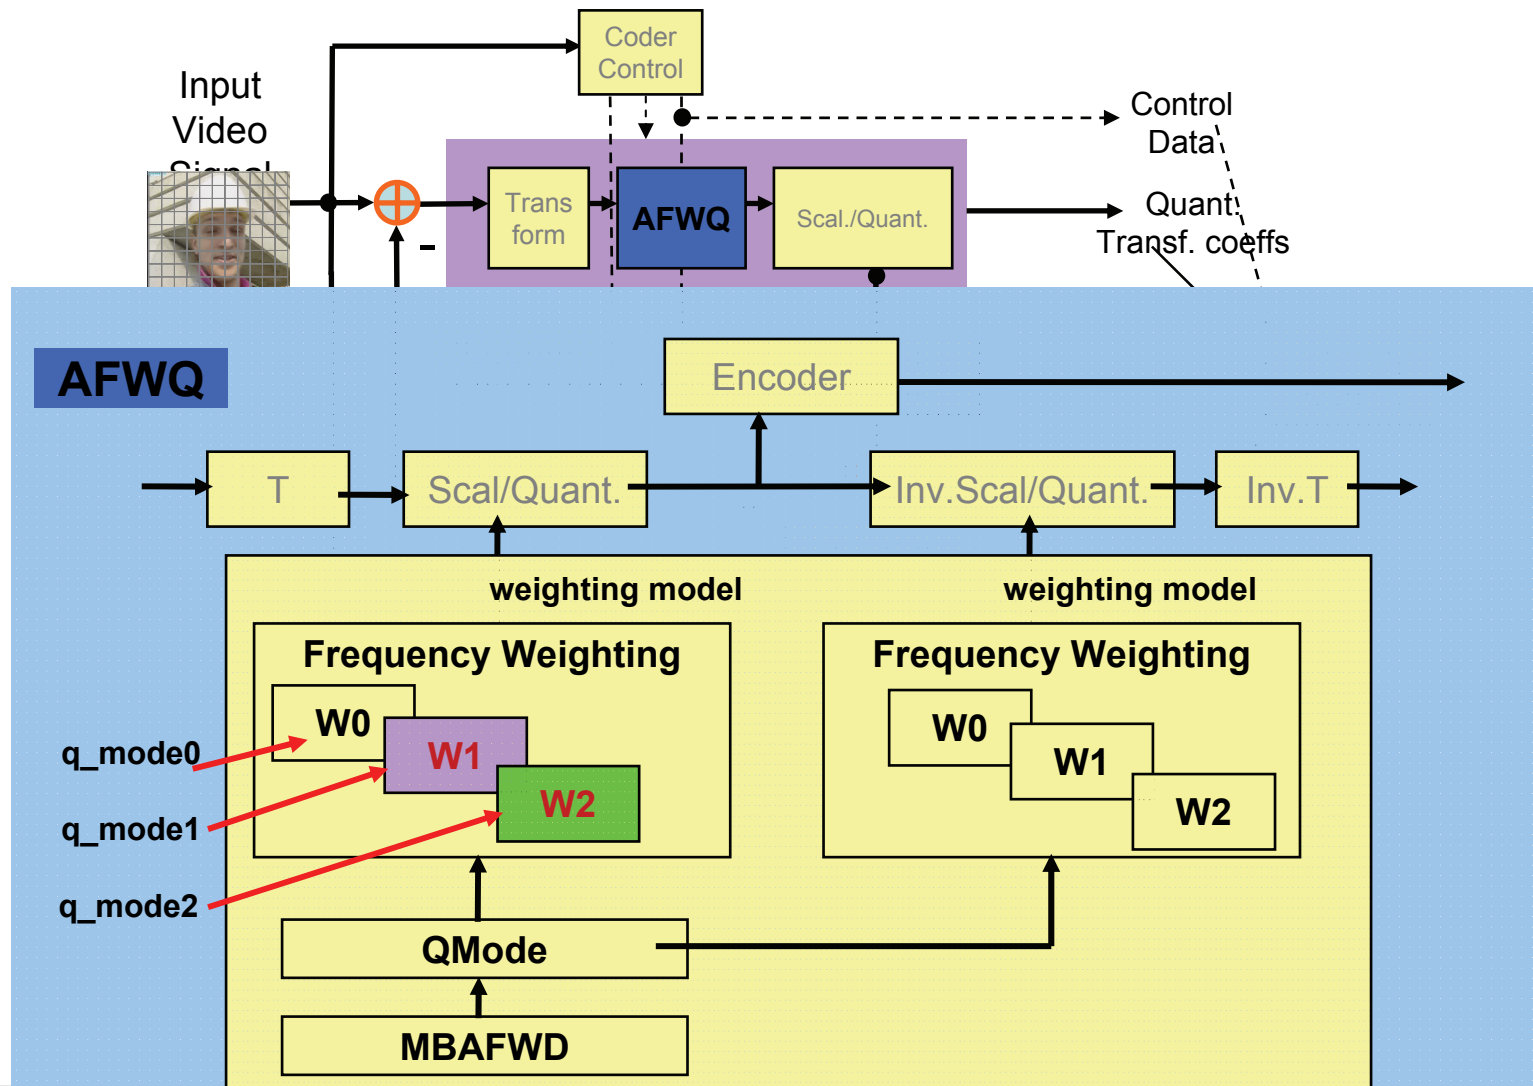 Coder
Control
Input
Video
Signal
Control
Data
Trans
form
AFWQ
Scal./Quant.
Quant.
Transf. coeffs
-
AFWQ
Encoder
T
Scal/Quant.
Inv.Scal/Quant.
Inv.T
weighting model
weighting model
Frequency Weighting
Frequency Weighting
W0
W1
W2
W0
W1
W2
q_mode0
q_mode1
q_mode2
QMode
MBAFWD